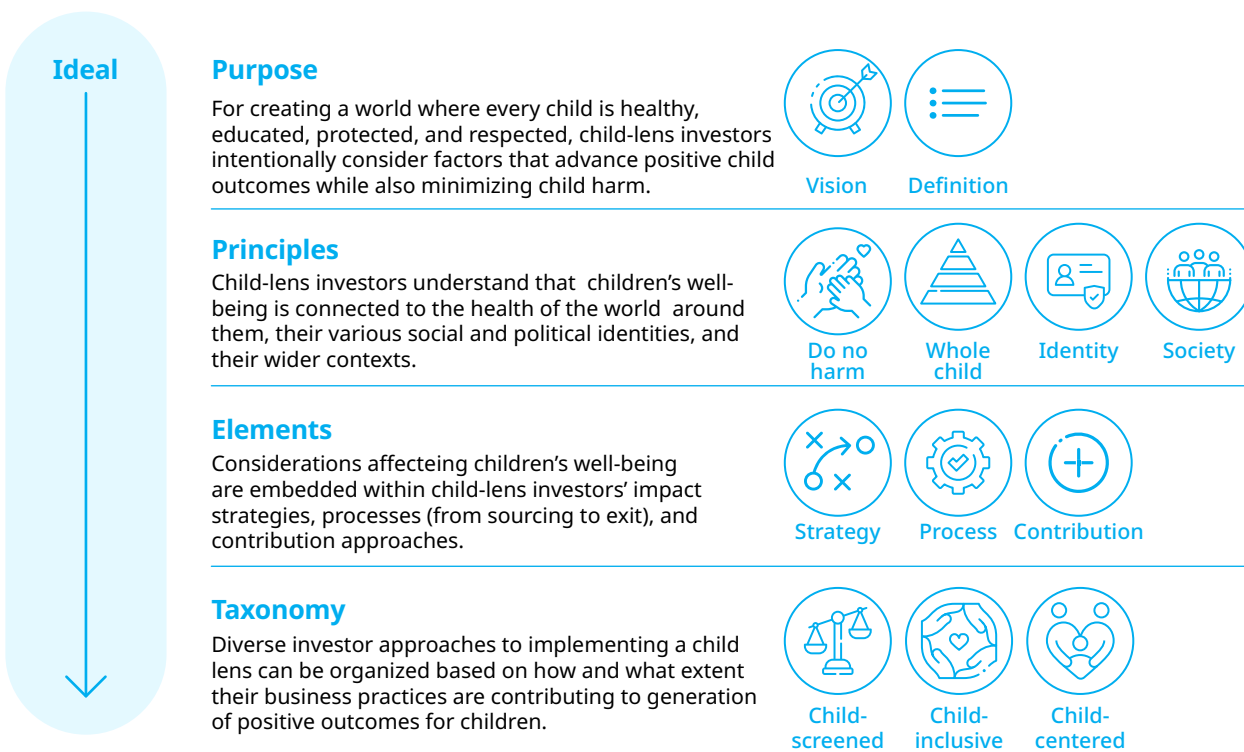 Ideal
Purpose
For creating a world where every child is healthy,
educated, protected, and respected, child-lens investors
intentionally consider factors that advance positive child
outcomes while also minimizing child harm.
Vision
Definition
Principles
Child-lens investors understand that  children’s well-
being is connected to the health of the world  around
them, their various social and political identities, and
their wider contexts.
Do no
harm
Whole
child
Identity
Society
Elements
Considerations affecteing children’s well-being
are embedded within child-lens investors’ impact
strategies, processes (from sourcing to exit), and
contribution approaches.
Strategy
Process
Contribution
Taxonomy
Diverse investor approaches to implementing a child
lens can be organized based on how and what extent
their business practices are contributing to generation
of positive outcomes for children.
Child-
screened
Child-
inclusive
Child-
centered